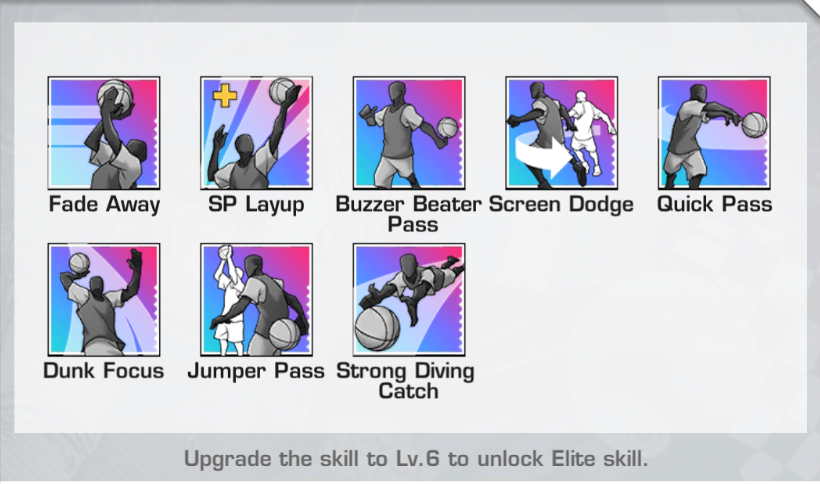 Fade Away
SP Layup
Buzzer Beater
Pass
Screen Dodge
Quick Pass
Dunk Focus
Jumper Pass
Strong Diving
Catch
Upgrade the skill to Lv.6 to unlock Elite skill.